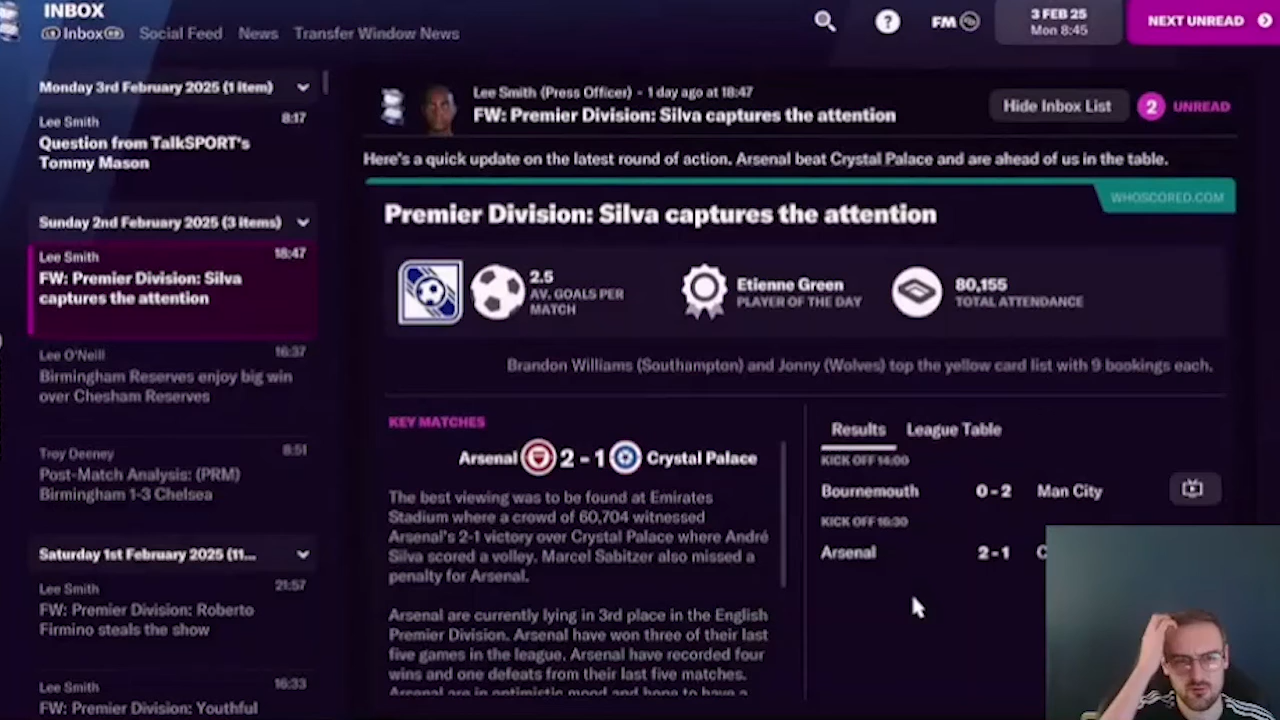 INBOX
Inbox
Social Feed
News
Transfer Window News
FM
3 FEB 25
Mon 8:45
NEXT UNREAD
Monday 3rd February 2025 (1 item)
Lee Smith
8:17
Question from TalkSPORT's
Tommy Mason
Sunday 2nd February 2025 (3 items)
Lee Smith
18:47
FW: Premier Division: Silva
captures the attention
Lee O'Neill
16:37
Birmingham Reserves enjoy big win
over Chesham Reserves
Troy Deeney
8:51
Post-Match Analysis: (PRM)
Birmingham 1-3 Chelsea
Saturday 1st February 2025 (11...
Lee Smith
21:57
FW: Premier Division: Roberto
Firmino steals the show
Lee Smith
16:33
FW: Premier Division: Youthful
Lee Smith (Press Officer) - 1 day ago at 18:47
FW: Premier Division: Silva captures the attention
Hide Inbox List
2 UNREAD
Here's a quick update on the latest round of action. Arsenal beat Crystal Palace and are ahead of us in the table.
WHOSCORED.COM
Premier Division: Silva captures the attention
2.5
AV. GOALS PER
MATCH
Etienne Green
PLAYER OF THE DAY
80,155
TOTAL ATTENDANCE
Brandon Williams (Southampton) and Jonny (Wolves) top the yellow card list with 9 bookings each.
KEY MATCHES
Arsenal 2 - 1 Crystal Palace
The best viewing was to be found at Emirates
Stadium where a crowd of 60,704 witnessed
Arsenal's 2-1 victory over Crystal Palace where André
Silva scored a volley. Marcel Sabitzer also missed a
penalty for Arsenal.
Arsenal are currently lying in 3rd place in the English
Premier Division. Arsenal have won three of their last
five games in the league. Arsenal have recorded four
wins and one defeats from their last five matches.
Arsenal are in optimistic mood and hope to have a
Results
League Table
KICK OFF 14:00
Bournemouth 0 - 2 Man City
KICK OFF 16:30
Arsenal 2 - 1 C